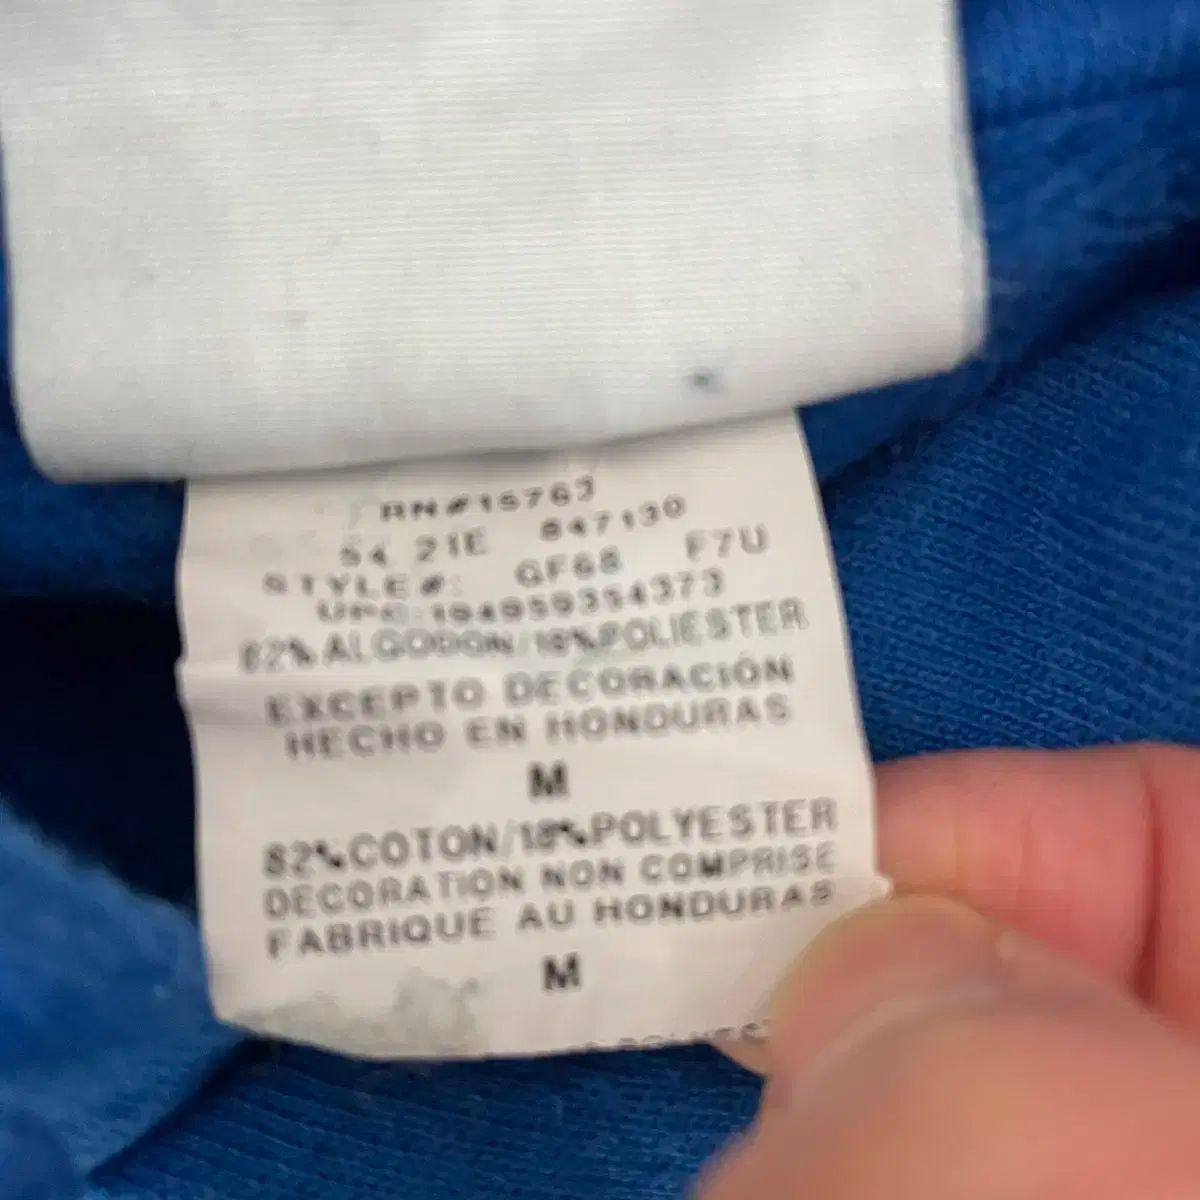 RN#15763
54 21E 847130
STYLE#: GF68 F7U
UPC:194959354373
82%ALGODON/18%POLIESTER
EXCEPTO DECORACIÓN
HECHO EN HONDURAS
M
82%COTON/18%POLYESTER
DECORATION NON COMPRISE
FABRIQUE AU HONDURAS
M